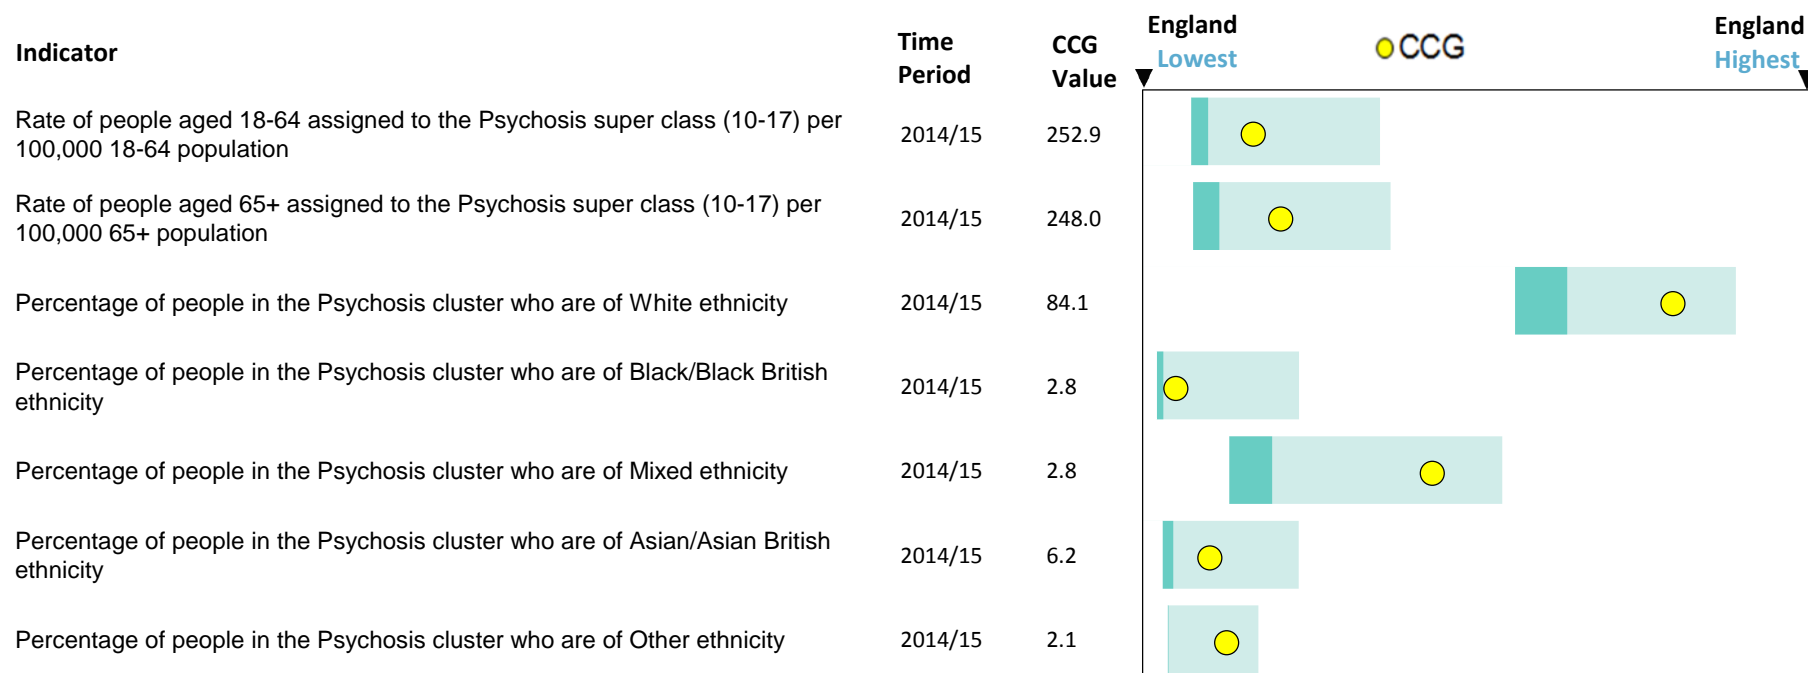 Indicator
Time Period
CCG Value
England Lowest
CCG
England Highest
Rate of people aged 18-64 assigned to the Psychosis super class (10-17) per
100,000 18-64 population
2014/15
252.9
Rate of people aged 65+ assigned to the Psychosis super class (10-17) per
100,000 65+ population
2014/15
248.0
Percentage of people in the Psychosis cluster who are of White ethnicity
2014/15
84.1
Percentage of people in the Psychosis cluster who are of Black/Black British
ethnicity
2014/15
2.8
Percentage of people in the Psychosis cluster who are of Mixed ethnicity
2014/15
2.8
Percentage of people in the Psychosis cluster who are of Asian/Asian British
ethnicity
2014/15
6.2
Percentage of people in the Psychosis cluster who are of Other ethnicity
2014/15
2.1